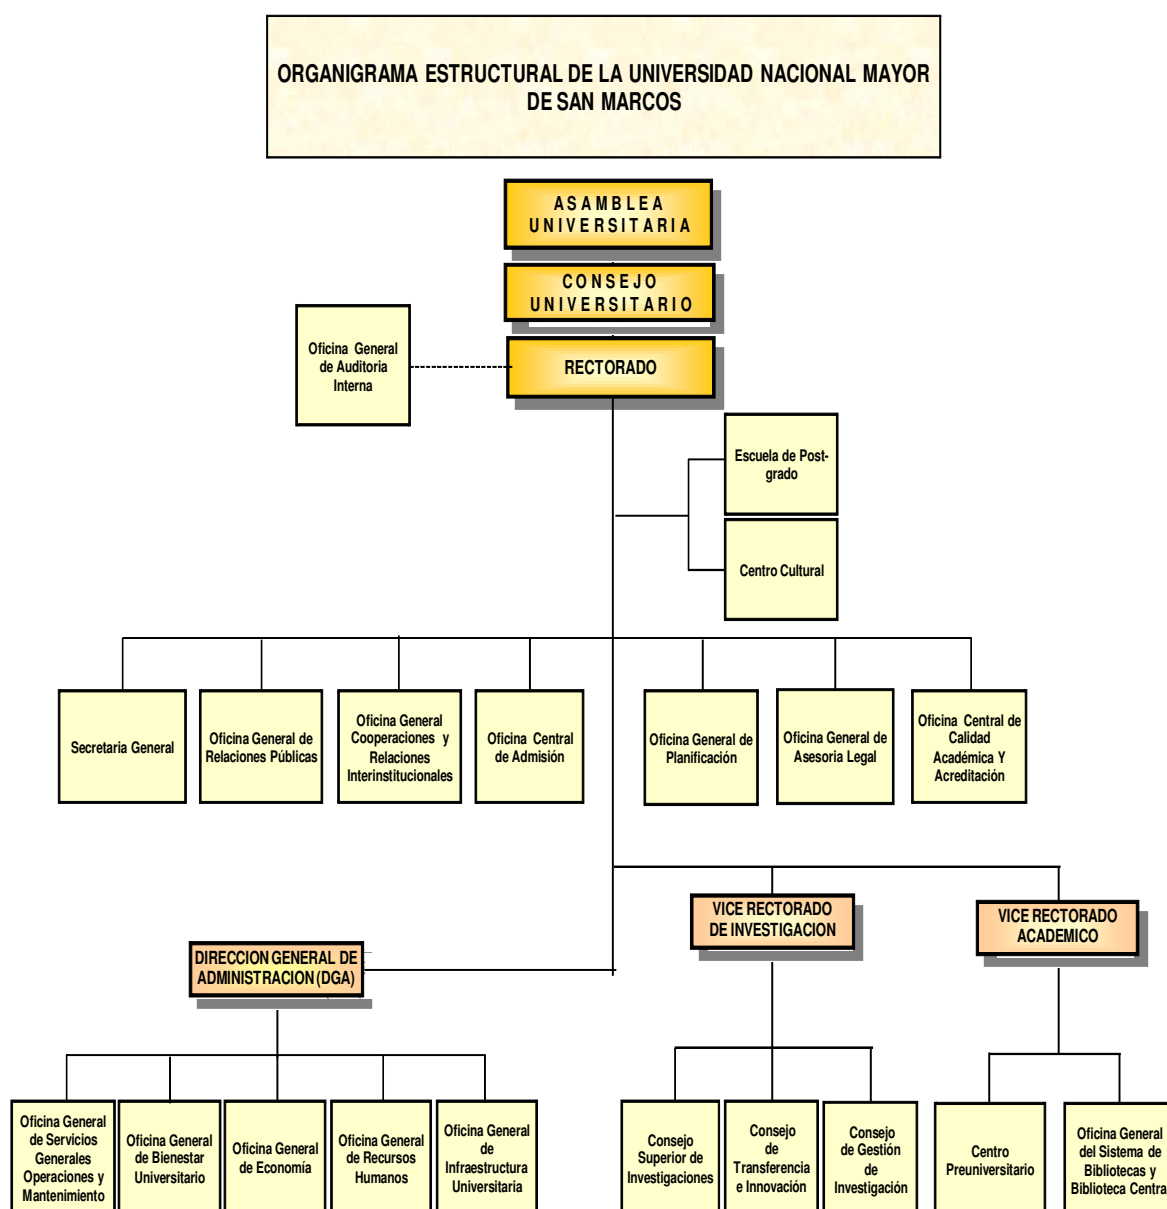 ORGANIGRAMA ESTRUCTURAL DE LA UNIVERSIDAD NACIONAL MAYOR
DE SAN MARCOS
ASAMBLEA
UNIVERSITARIA
CONSEJO
UNIVERSITARIO
Oficina General
de Auditoria
Interna
RECTORADO
Escuela de Post-
grado
Centro Cultural
Secretaria General
Oficina General de
Relaciones Públicas
Oficina General
Cooperaciones y
Relaciones
Interinstitucionales
Oficina Central
de Admisión
Oficina General de
Planificación
Oficina General de
Asesoria Legal
Oficina Central de
Calidad
Académica Y
Acreditación
VICE RECTORADO
DE INVESTIGACION
VICE RECTORADO
ACADEMICO
DIRECCION GENERAL DE
ADMINISTRACION (DGA)
Oficina General
de Servicios
Generales
Operaciones y
Mantenimiento
Oficina General
de Bienestar
Universitario
Oficina General
de Economía
Oficina General
de Recursos
Humanos
Oficina General
de
Infraestructura
Universitaria
Consejo
Superior de
Investigaciones
Consejo
de
Transferencia
e Innovación
Consejo
de Gestión
de
Investigación
Centro
Preuniversitario
Oficina General
del Sistema de
Bibliotecas y
Biblioteca Central